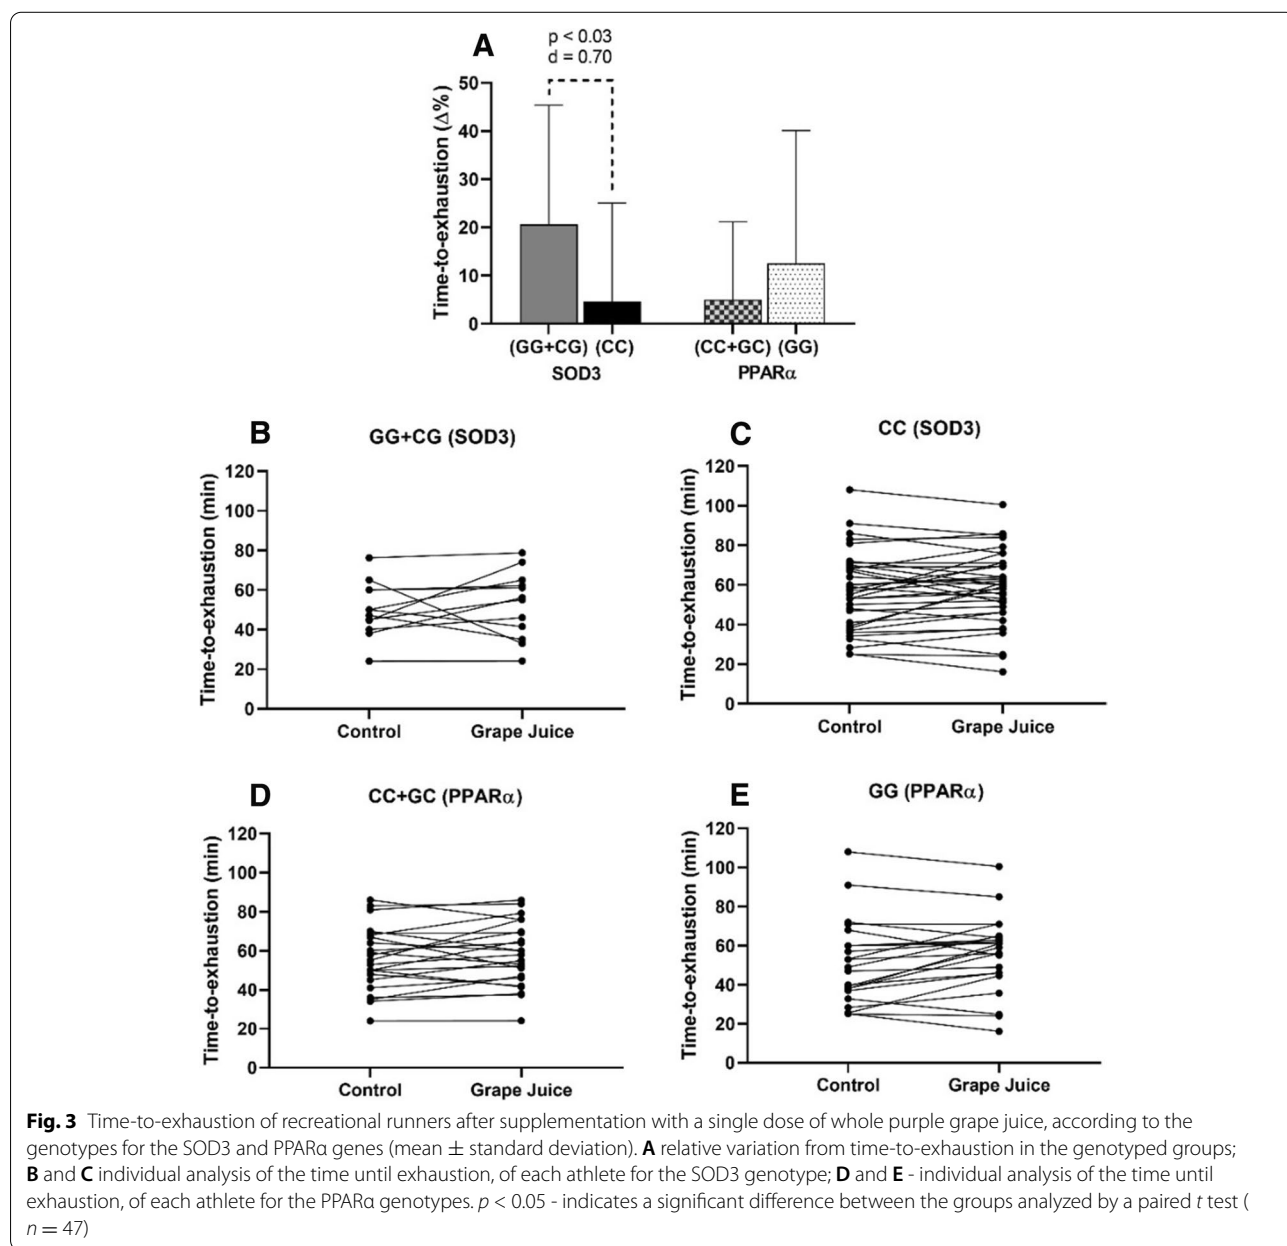 A
p < 0.03
d = 0.70
Time-to-exhaustion (Δ%)
50
40
30
20
10
0
(GG+CG) (CC) (CC+GC) (GG)
SOD3 PPARα
B
GG+CG (SOD3)
Time-to-exhaustion (min)
120
100
80
60
40
20
0
Control Grape Juice
C
CC (SOD3)
Time-to-exhaustion (min)
120
100
80
60
40
20
0
Control Grape Juice
D
CC+GC (PPARα)
Time-to-exhaustion (min)
120
100
80
60
40
20
0
Control Grape Juice
E
GG (PPARα)
Time-to-exhaustion (min)
120
100
80
60
40
20
0
Control Grape Juice
Fig. 3 Time-to-exhaustion of recreational runners after supplementation with a single dose of whole purple grape juice, according to the
genotypes for the SOD3 and PPARα genes (mean ± standard deviation). A relative variation from time-to-exhaustion in the genotyped groups;
B and C individual analysis of the time until exhaustion, of each athlete for the SOD3 genotype; D and E - individual analysis of the time until
exhaustion, of each athlete for the PPARα genotypes. p < 0.05 - indicates a significant difference between the groups analyzed by a paired t test (
n = 47)